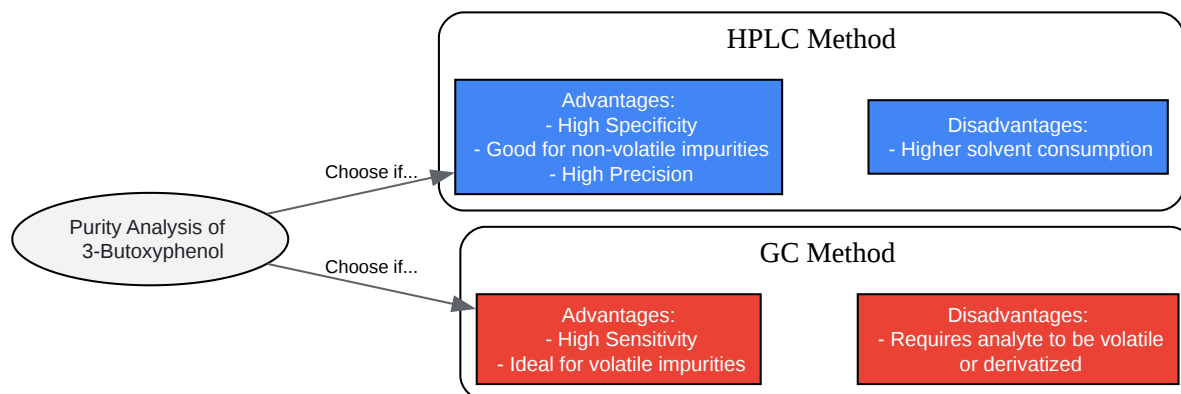 HPLC Method
Advantages:
- High Specificity
- Good for non-volatile impurities
- High Precision
Disadvantages:
- Higher solvent consumption
Choose if...
Purity Analysis of
3-Butoxyphenol
Choose if...
GC Method
Advantages:
- High Sensitivity
- Ideal for volatile impurities
Disadvantages:
- Requires analyte to be volatile
or derivatized